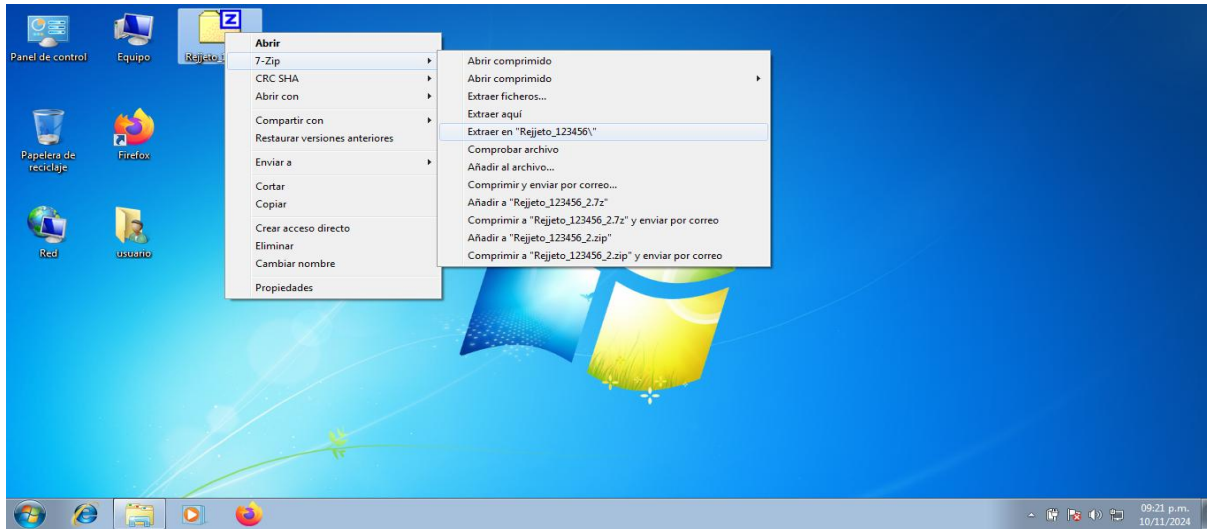 Panel de control
Equipo
Papelera de
reciclaje
Firefox
Red
usuario
Abrir
7-Zip
CRC SHA
Abrir con
Compartir con
Restaurar versiones anteriores
Enviar a
Cortar
Copiar
Crear acceso directo
Eliminar
Cambiar nombre
Propiedades
Abrir comprimido
Abrir comprimido
Extraer ficheros...
Extraer aquí
Extraer en "Rejjeto_123456\"
Comprobar archivo
Añadir al archivo...
Comprimir y enviar por correo...
Añadir a "Rejjeto_123456_2.7z"
Comprimir a "Rejjeto_123456_2.7z" y enviar por correo
Añadir a "Rejjeto_123456_2.zip"
Comprimir a "Rejjeto_123456_2.zip" y enviar por correo
09:21 p.m.
10/11/2024